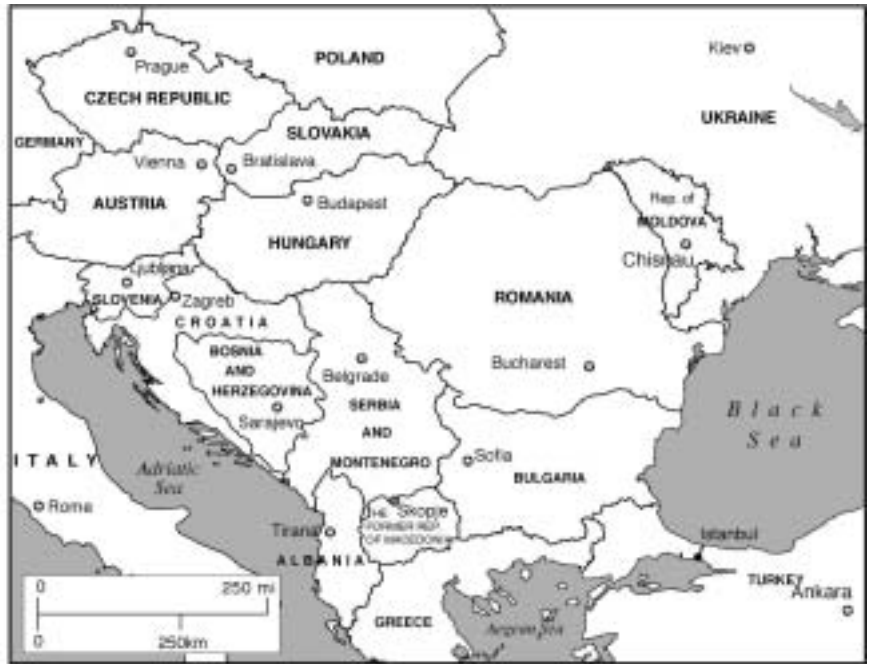 POLAND
Kiev
Prague
CZECH REPUBLIC
UKRAINE
SLOVAKIA
GERMANY
Vienna
Bratislava
Rep. of
MOLDOVA
AUSTRIA
Budapest
HUNGARY
Chisinau
Ljubljana
SLOVENIA
Zagreb
ROMANIA
CROATIA
BOSNIA
AND
HERZEGOVINA
Sarajevo
Belgrade
SERBIA
AND
MONTENEGRO
Bucharest
Black
Sea
ITALY
Adriatic
Sea
Sofia
BULGARIA
Roma
Tirana
THE
Skopje
FORMER REP.
OF MACEDONIA
ALBANIA
Istanbul
TURKEY
Ankara
GREECE
Aegean Sea
0
250 mi
0
250km